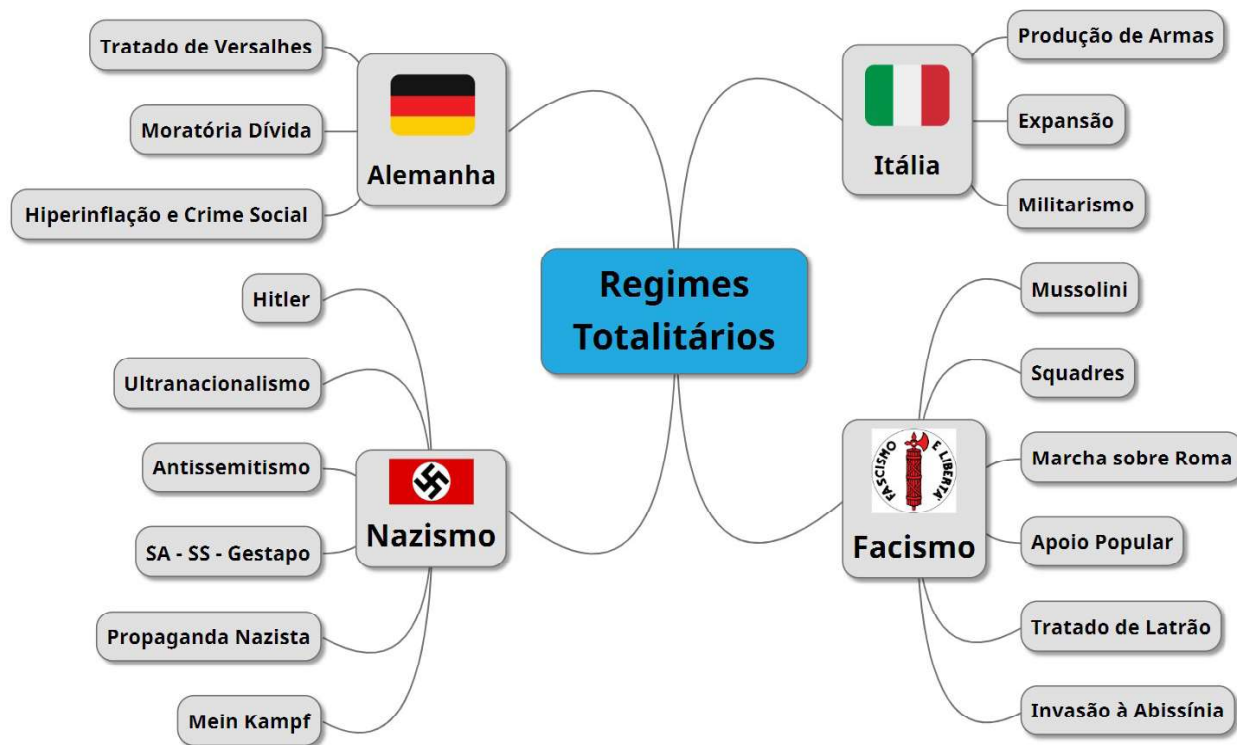 Regimes
Totalitários
Alemanha
Tratado de Versalhes
Moratória Dívida
Hiperinflação e Crime Social
Itália
Produção de Armas
Expansão
Militarismo
Nazismo
Hitler
Ultranacionalismo
Antissemitismo
SA - SS - Gestapo
Propaganda Nazista
Mein Kampf
FASCISMO E LIBERTA'
Facismo
Mussolini
Squadres
Marcha sobre Roma
Apoio Popular
Tratado de Latrão
Invasão à Abissínia